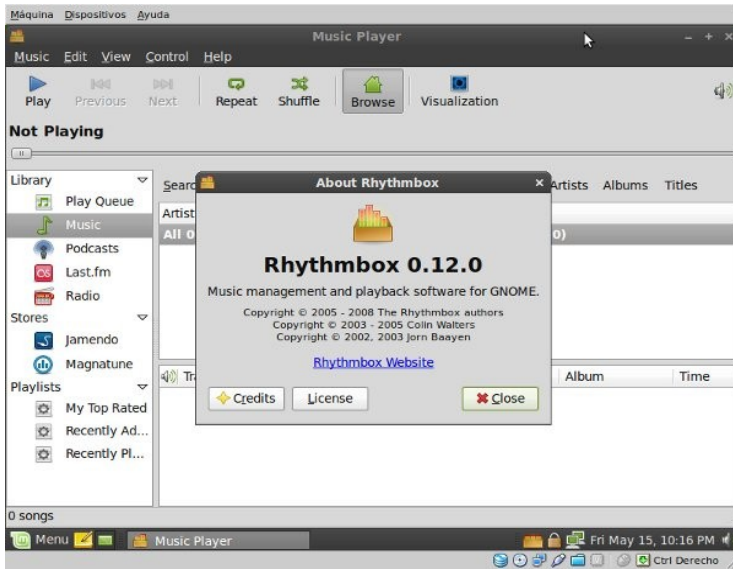 Máquina Dispositivos Ayuda
Music Player
Music Edit View Control Help
Play Previous Next Repeat Shuffle Browse Visualization
Not Playing
Library
Play Queue
Music
Podcasts
Last.fm
Radio
Stores
Jamendo
Magnatune
Playlists
My Top Rated
Recently Ad...
Recently Pl...
Artists Albums Titles
Artist
All 0
0)
About Rhythmbox
Rhythmbox 0.12.0
Music management and playback software for GNOME.
Copyright © 2005 - 2008 The Rhythmbox authors
Copyright © 2003 - 2005 Colin Walters
Copyright © 2002, 2003 Jorn Baayen
Rhythmbox Website
Credits License Close
Album Time
0 songs
Menu Music Player Fri May 15, 10:16 PM
Ctrl Derecho